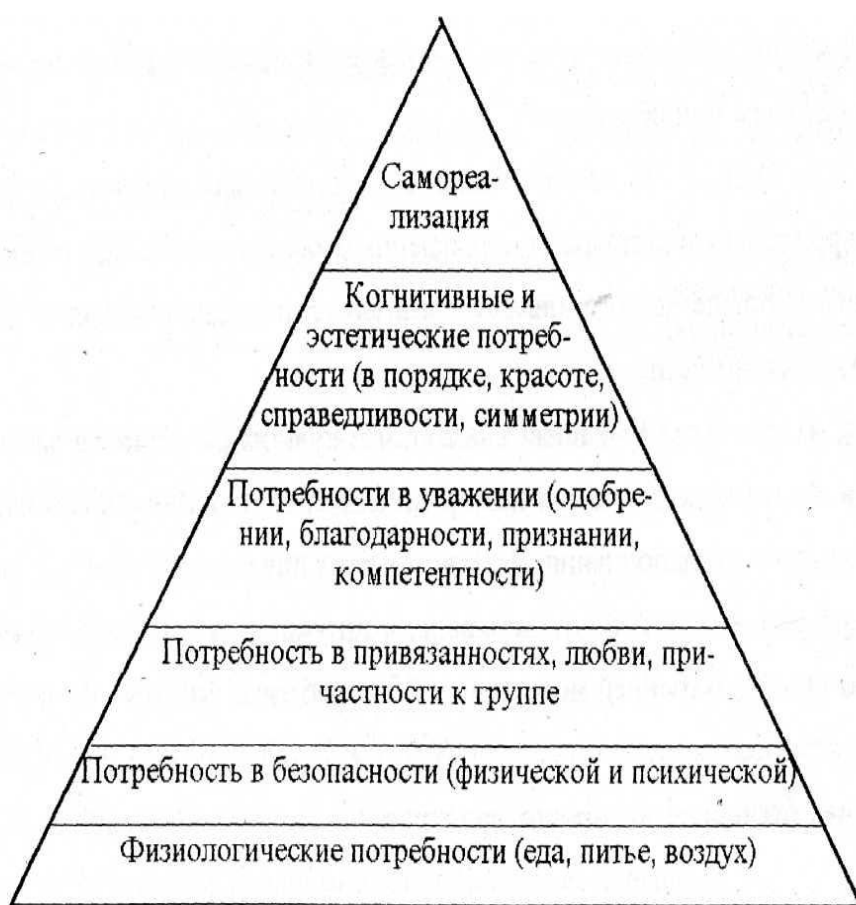 Самореа-
лизация
Когнитивные и
эстетические потреб-
ности (в порядке, красоте,
справедливости, симметрии)
Потребности в уважении (одобре-
нии, благодарности, признании,
компетентности)
Потребность в привязанностях, любви, при-
частности к группе
Потребность в безопасности (физической и психической)
Физиологические потребности (еда, питье, воздух)